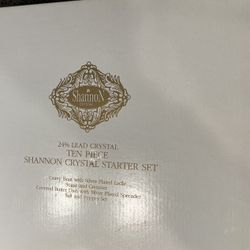 Shannon
24% LEAD CRYSTAL
TEN PIECE
SHANNON CRYSTAL STARTER SET
Gravy Boat with Silver Plated Ladle
Sugar and Creamer
Covered Butter Dish with Silver Plated Spreader
Salt and Pepper Set